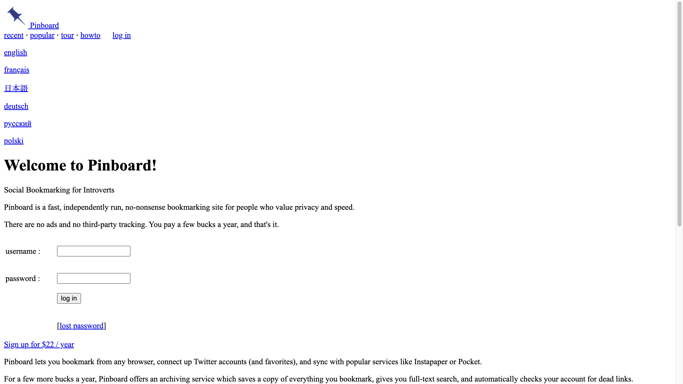 Pinboard
recent ‧ popular ‧ tour ‧ howto log in
english
français
日本語
deutsch
русский
polski
Welcome to Pinboard!
Social Bookmarking for Introverts
Pinboard is a fast, independently run, no-nonsense bookmarking site for people who value privacy and speed.
There are no ads and no third-party tracking. You pay a few bucks a year, and that's it.
username :
password :
log in
[lost password]
Sign up for $22 / year
Pinboard lets you bookmark from any browser, connect up Twitter accounts (and favorites), and sync with popular services like Instapaper or Pocket.
For a few more bucks a year, Pinboard offers an archiving service which saves a copy of everything you bookmark, gives you full-text search, and automatically checks your account for dead links.